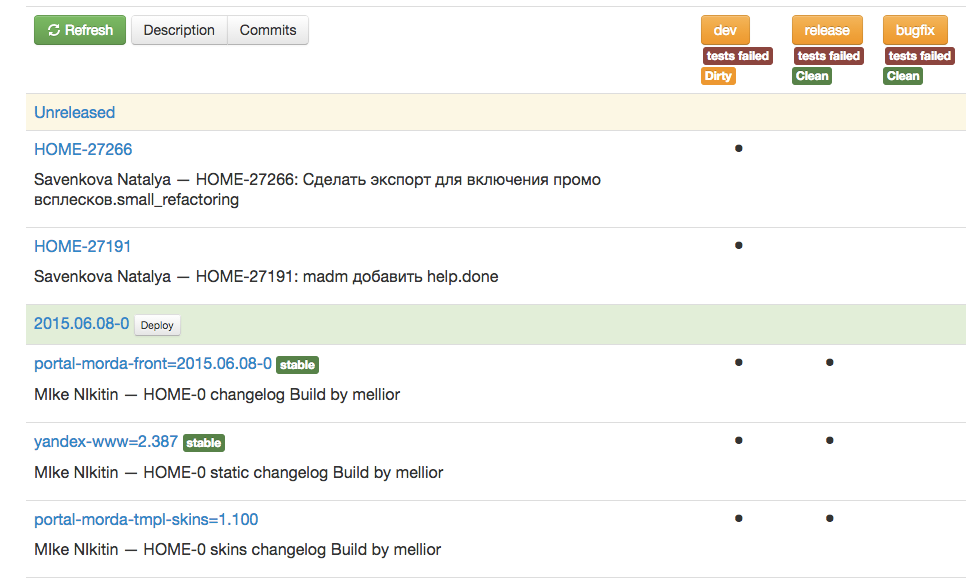 Refresh Description Commits dev release bugfix
tests failed tests failed tests failed
Dirty Clean Clean
Unreleased
HOME-27266
Savenkova Natalya — HOME-27266: Сделать экспорт для включения промо
всплесков.small_refactoring
HOME-27191
Savenkova Natalya — HOME-27191: madm добавить help.done
2015.06.08-0 Deploy
portal-morda-front=2015.06.08-0 stable
MIke NIkitin — HOME-0 changelog Build by mellior
yandex-www=2.387 stable
MIke NIkitin — HOME-0 static changelog Build by mellior
portal-morda-tmpl-skins=1.100
MIke NIkitin — HOME-0 skins changelog Build by mellior